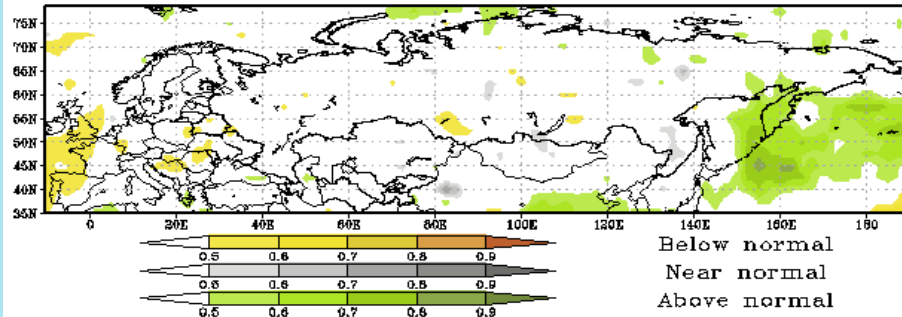 75N
70N
65N
60N
55N
50N
45N
40N
35N
0 20E 40E 60E 80E 100E 120E 140E 160E 180
0.5 0.6 0.7 0.8 0.9 Below normal
0.5 0.6 0.7 0.8 0.9 Near normal
0.5 0.6 0.7 0.8 0.9 Above normal